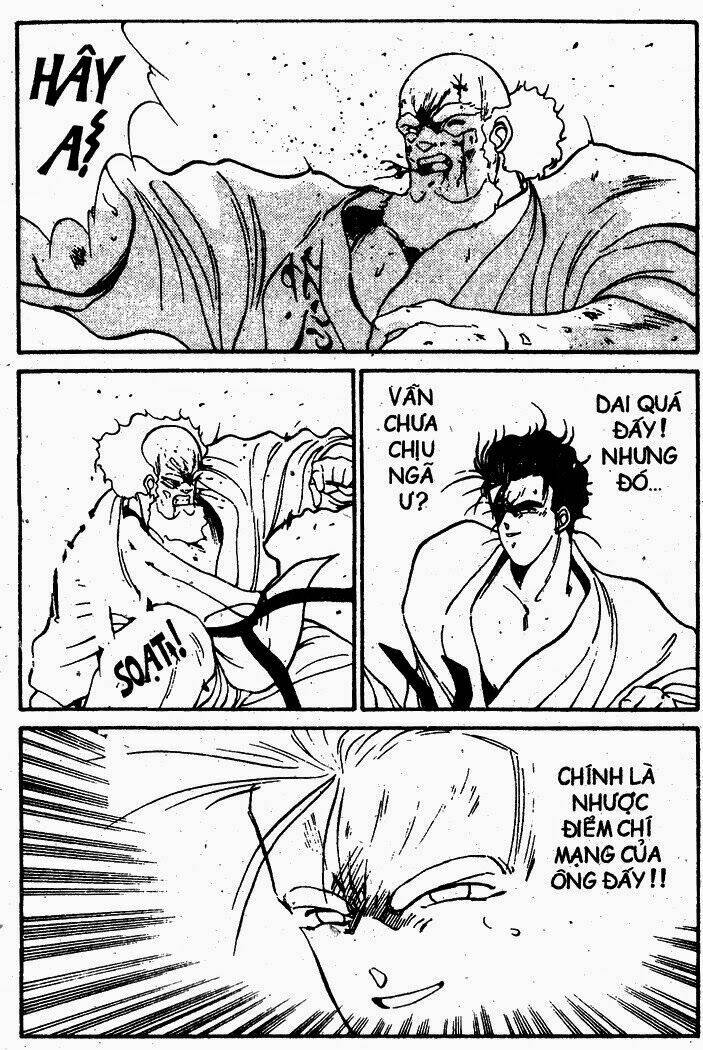 HÂY
Ạ!
VẪN
CHƯA
CHỊU
NGÃ
Ư?
DAI QUÁ
ĐẤY!
NHƯNG
ĐÓ...
SOẠT!
CHÍNH LÀ
NHƯỢC
ĐIỂM CHÍ
MẠNG CỦA
ÔNG ĐẤY!!